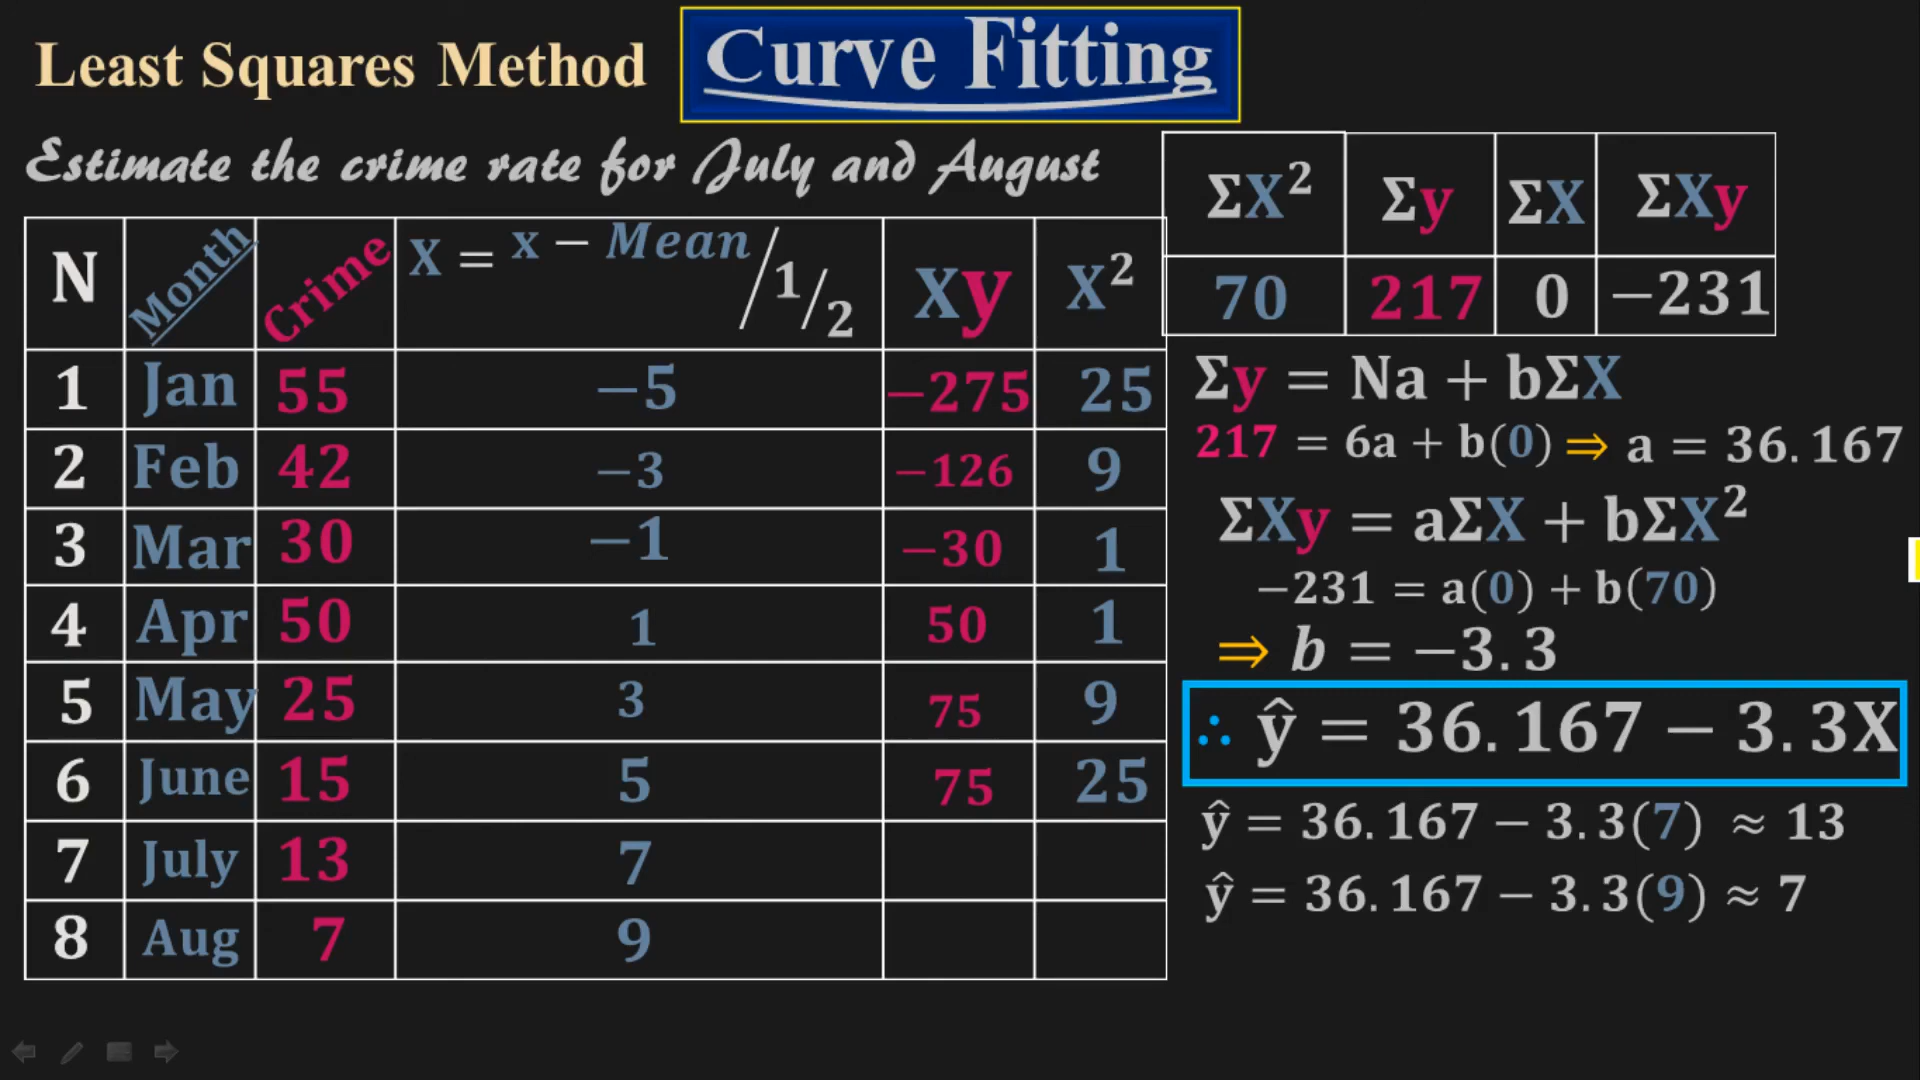 Least Squares Method
Curve Fitting
Estimate the crime rate for July and August
N Month Crime X = x − Mean / 1/2 Xy X²
1 Jan 55 −5 −275 25
2 Feb 42 −3 −126 9
3 Mar 30 −1 −30 1
4 Apr 50 1 50 1
5 May 25 3 75 9
6 June 15 5 75 25
7 July 13 7
8 Aug 7 9
ΣX² Σy ΣX ΣXy
70 217 0 −231
Σy = Na + bΣX
217 = 6a + b(0) ⇒ a = 36.167
ΣXy = aΣX + bΣX²
−231 = a(0) + b(70)
⇒ b = −3.3
∴ ŷ = 36.167 − 3.3X
ŷ = 36.167 − 3.3(7) ≈ 13
ŷ = 36.167 − 3.3(9) ≈ 7